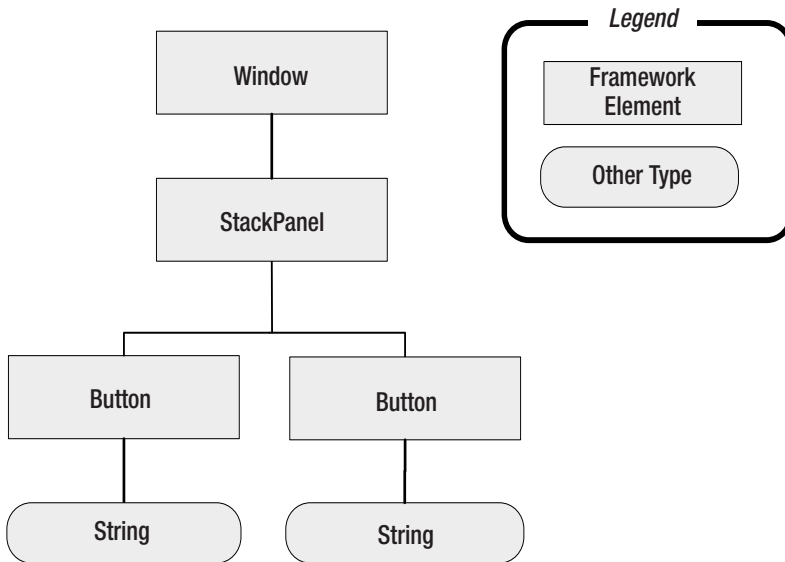 Legend
Window
Framework
Element
Other Type
StackPanel
Button
Button
String
String